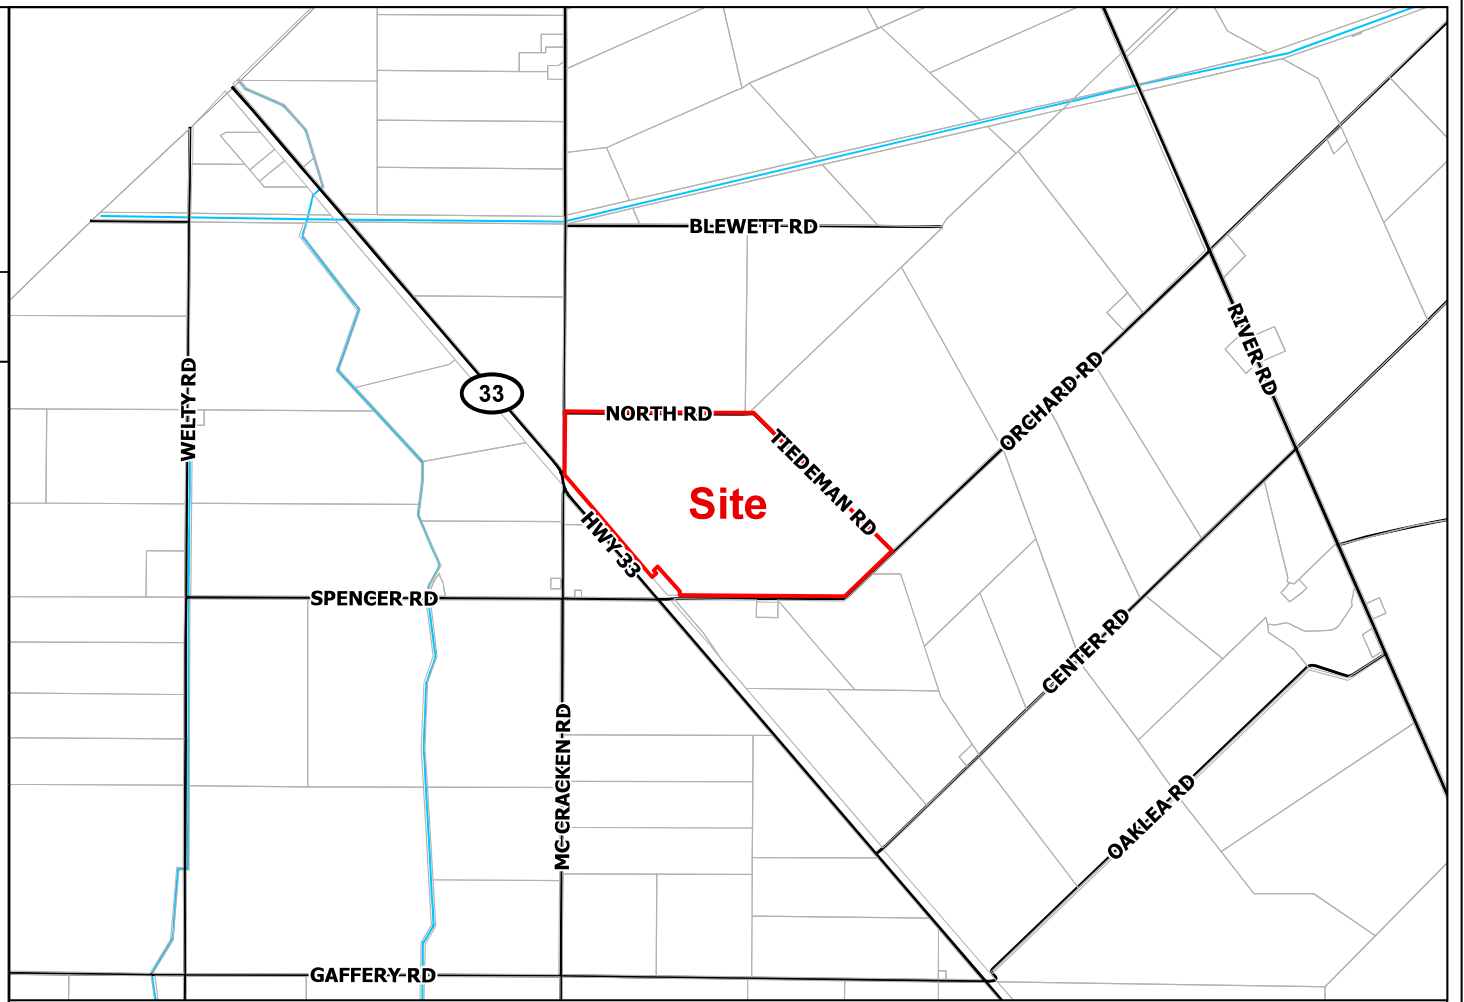 BLEWETT RD
RIVER RD
WELTY RD
33
ORCHARD RD
NORTH RD
TIEDEMAN RD
Site
HWY 33
SPENCER RD
CENTER RD
MC CRACKEN RD
OAKLEA RD
GAFFERY RD